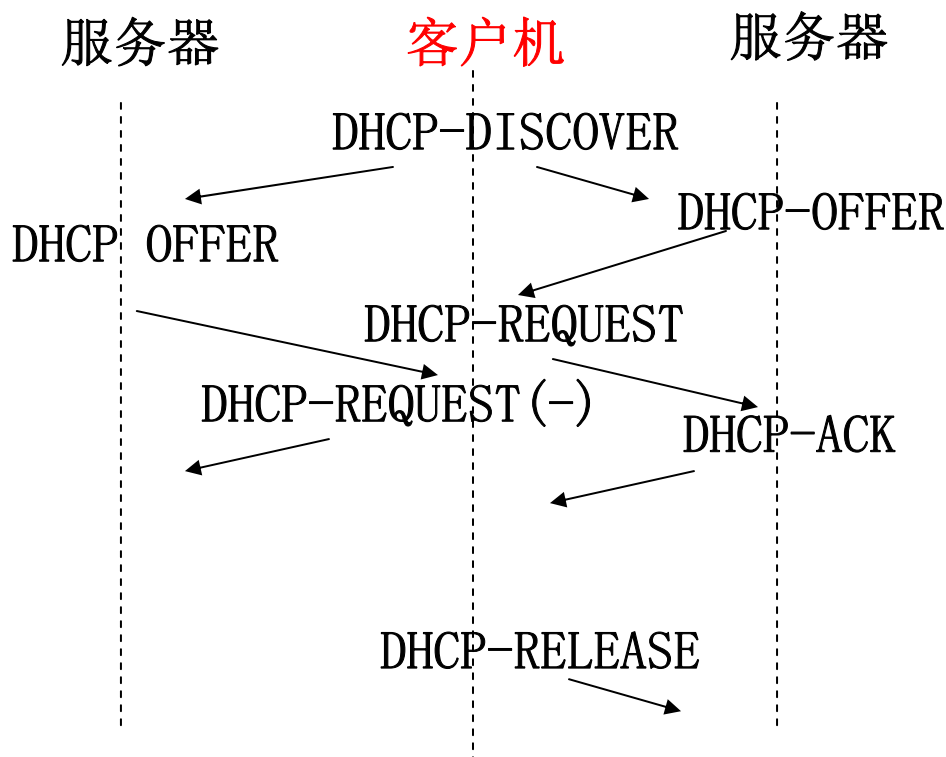 服务器 客户机 服务器
DHCP-DISCOVER
DHCP-OFFER
DHCP OFFER
DHCP-REQUEST
DHCP-REQUEST(-)
DHCP-ACK
DHCP-RELEASE